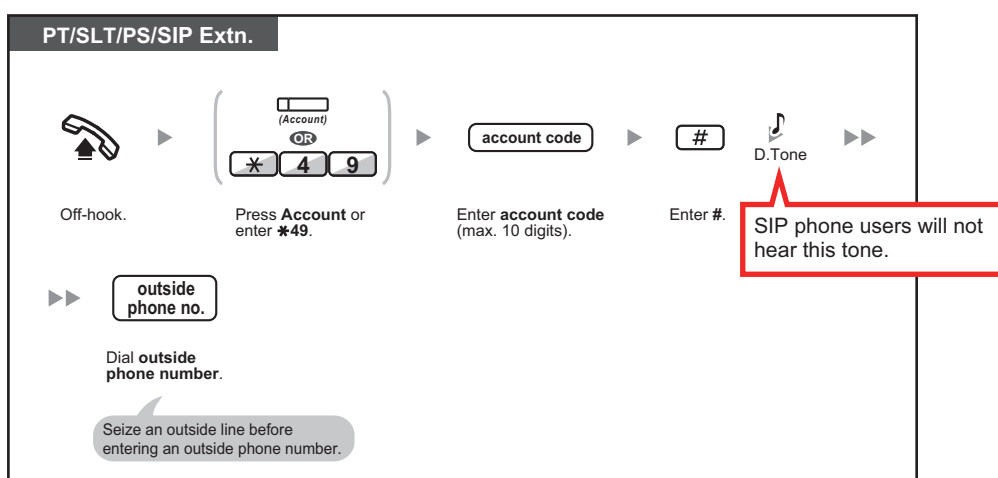 PT/SLT/PS/SIP Extn.
(Account)
OR
✱ 4 9
account code
#
D.Tone
Off-hook.
Press Account or
enter ✱49.
Enter account code
(max. 10 digits).
Enter #.
SIP phone users will not
hear this tone.
outside
phone no.
Dial outside
phone number.
Seize an outside line before
entering an outside phone number.